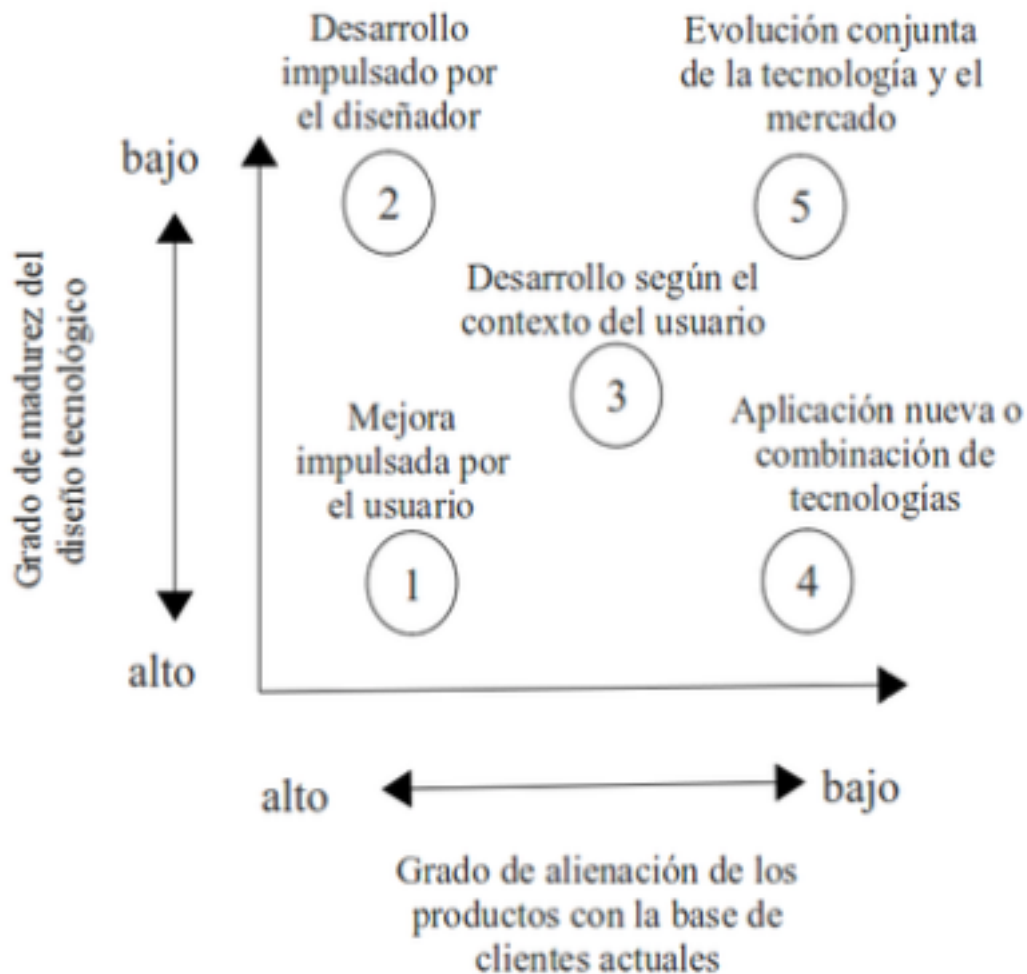 Desarrollo
impulsado por
el diseñador
Evolución conjunta
de la tecnología y el
mercado
bajo
2
5
Desarrollo según el
contexto del usuario
3
Grado de madurez del
diseño tecnológico
Mejora
impulsada por
el usuario
Aplicación nueva o
combinación de
tecnologías
1
4
alto
alto
bajo
Grado de alienación de los
productos con la base de
clientes actuales